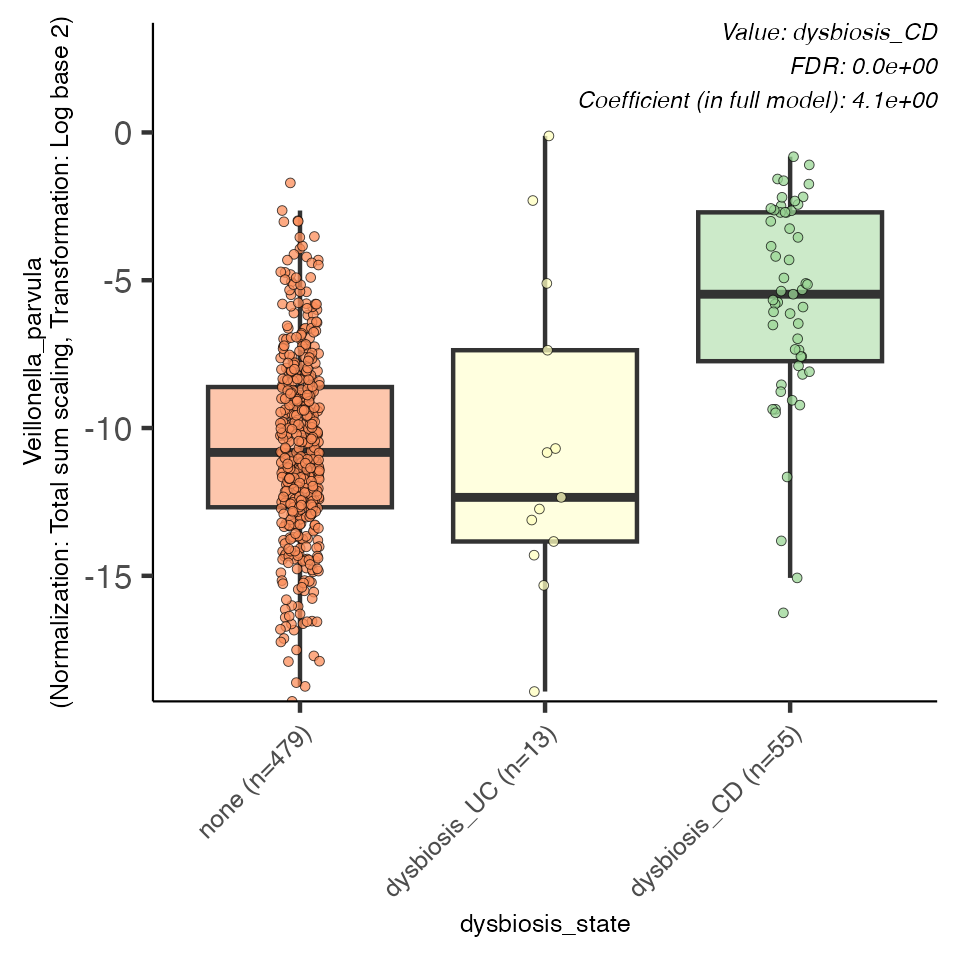 Value: dysbiosis_CD
FDR: 0.0e+00
Coefficient (in full model): 4.1e+00
Veillonella_parvula
(Normalization: Total sum scaling, Transformation: Log base 2)
0
-5
-10
-15
none (n=479)
dysbiosis_UC (n=13)
dysbiosis_CD (n=55)
dysbiosis_state